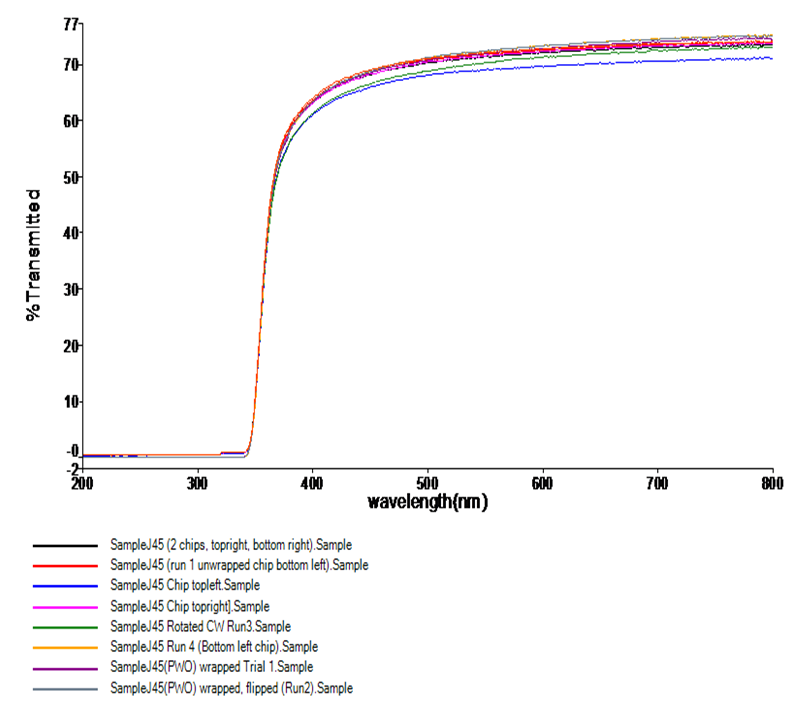 77
70
60
50
40
30
20
10
-0
-2
%Transmitted
200 300 400 500 600 700 800
wavelength(nm)
SampleJ45 (2 chips, topright, bottom right).Sample
SampleJ45 (run 1 unwrapped chip bottom left).Sample
SampleJ45 Chip topleft.Sample
SampleJ45 Chip topright].Sample
SampleJ45 Rotated CW Run3.Sample
SampleJ45 Run 4 (Bottom left chip).Sample
SampleJ45(PWO) wrapped Trial 1.Sample
SampleJ45(PWO) wrapped, flipped (Run2).Sample